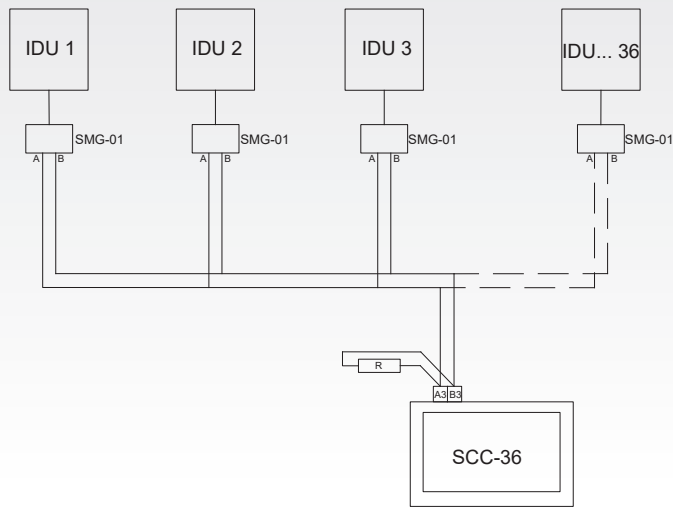 IDU 1 IDU 2 IDU 3 IDU... 36
SMG-01 SMG-01 SMG-01 SMG-01
A B A B A B A B
R
A3 B3
SCC-36